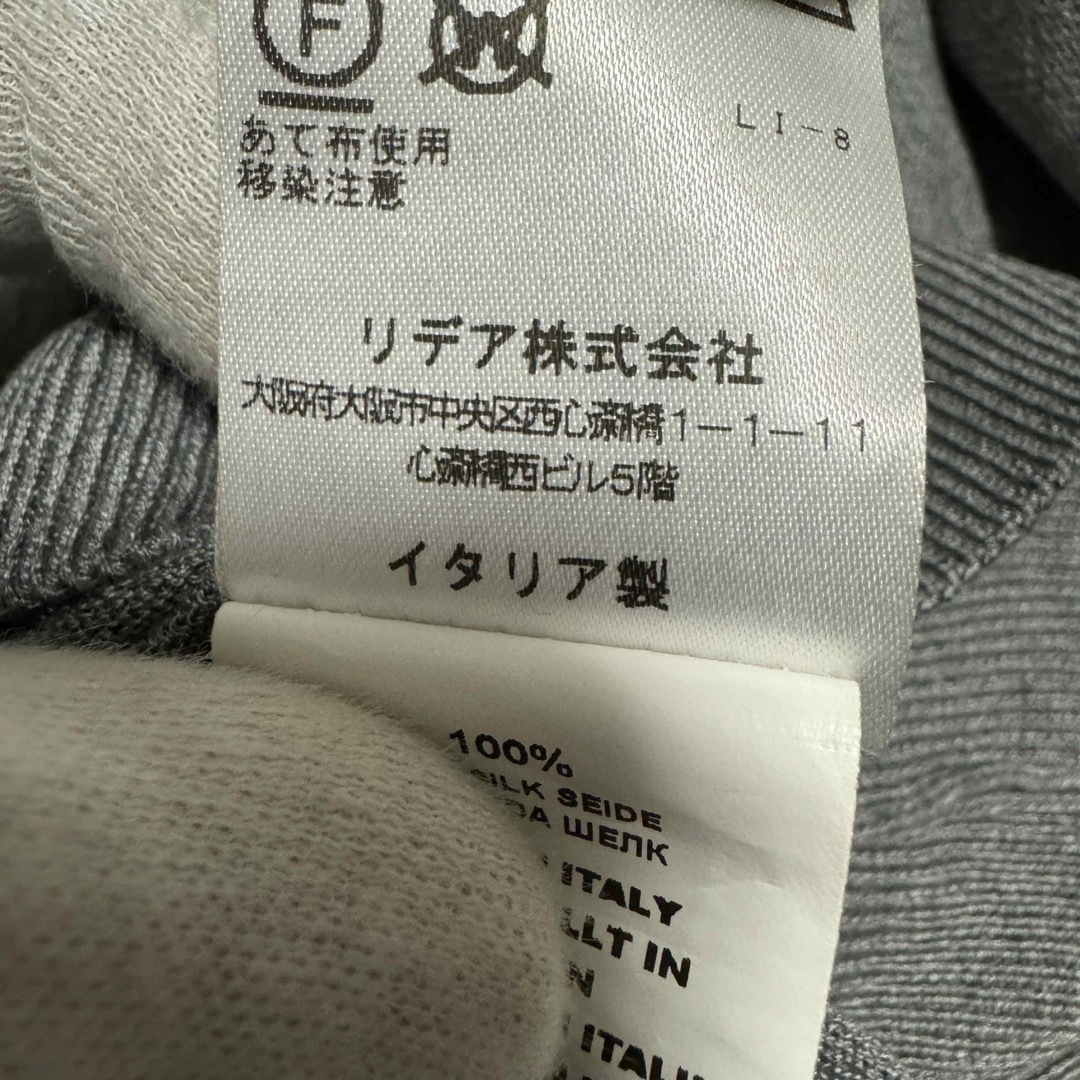 F
LI-8
あて布使用
移染注意
リデア株式会社
大阪府大阪市中央区西心斎橋1-1-11
心斎橋西ビル5階
イタリア製
100%
SILK SEIDE
ШЕЛК
ITALY
IN